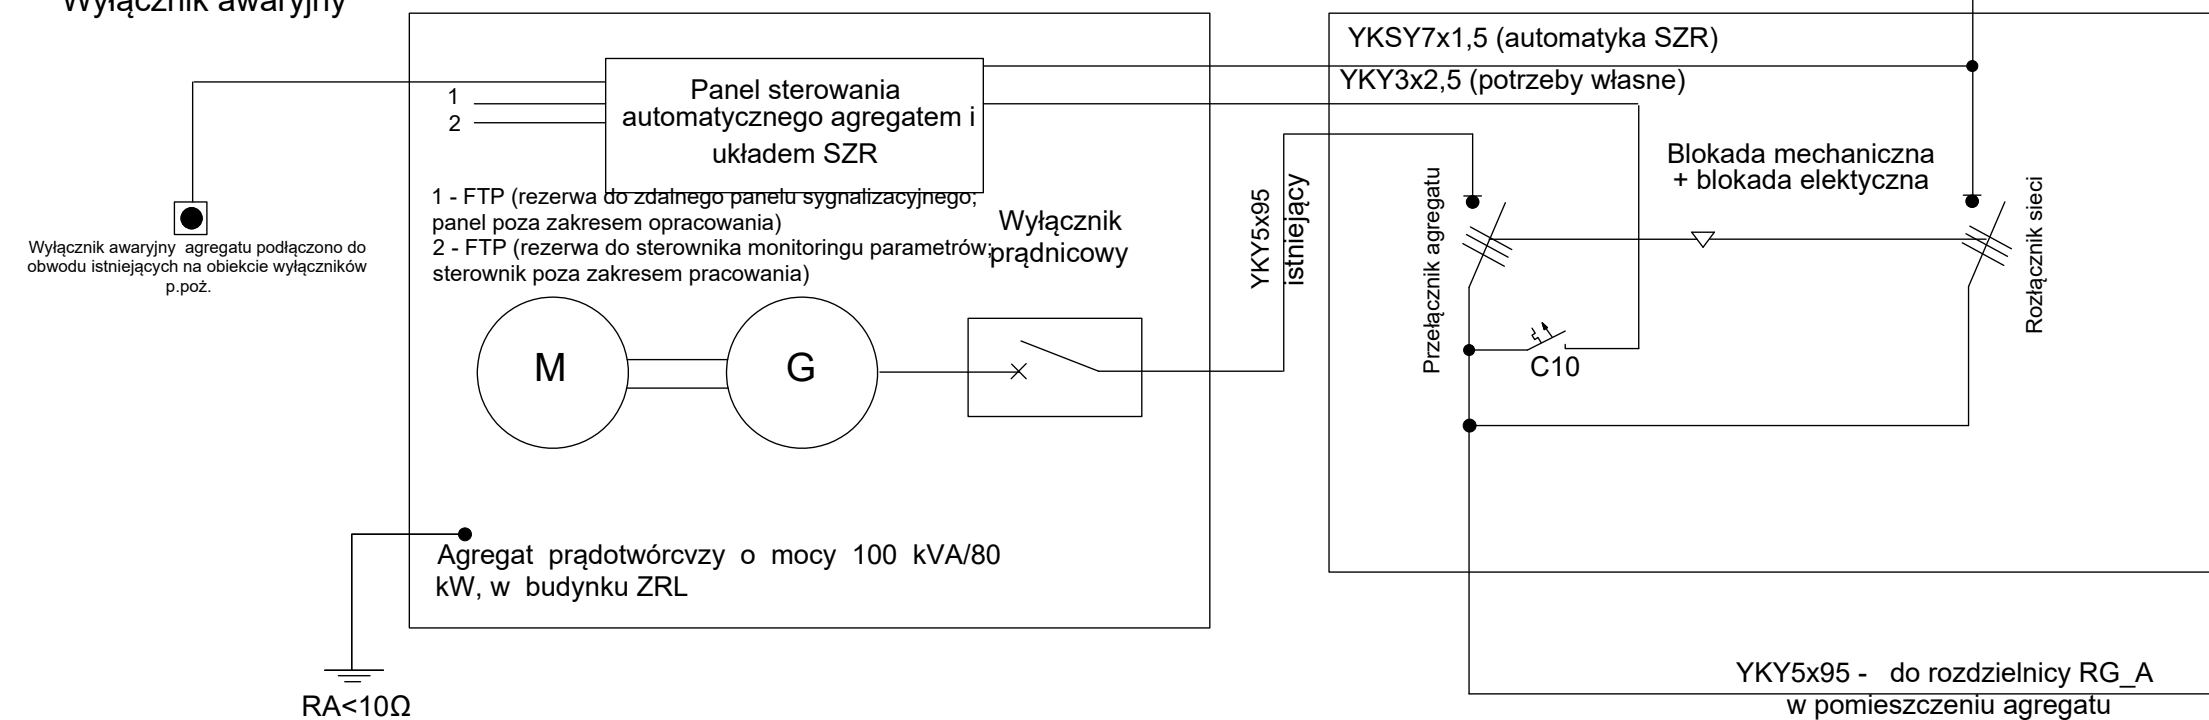 Wyłącznik awaryjny
YKSY7x1,5 (automatyka SZR)
YKY3x2,5 (potrzeby własne)
Panel sterowania
automatycznego agregatem i
układem SZR
1
2
1 - FTP (rezerwa do zdalnego panelu sygnalizacyjnego;
panel poza zakresem opracowania)
2 - FTP (rezerwa do sterownika monitoringu parametrów;
sterownik poza zakresem pracowania)
Wyłącznik
prądnicowy
Wyłącznik awaryjny agregatu podłączono do
obwodu istniejących na obiekcie wyłączników
p.poż.
M
G
YKY5x95
istniejący
Przełącznik agregatu
Blokada mechaniczna
+ blokada elektyczna
Rozłącznik sieci
C10
Agregat prądotwórcvzy o mocy 100 kVA/80
kW, w budynku ZRL
RA<10Ω
YKY5x95 - do rozdzielnicy RG_A
w pomieszczeniu agregatu